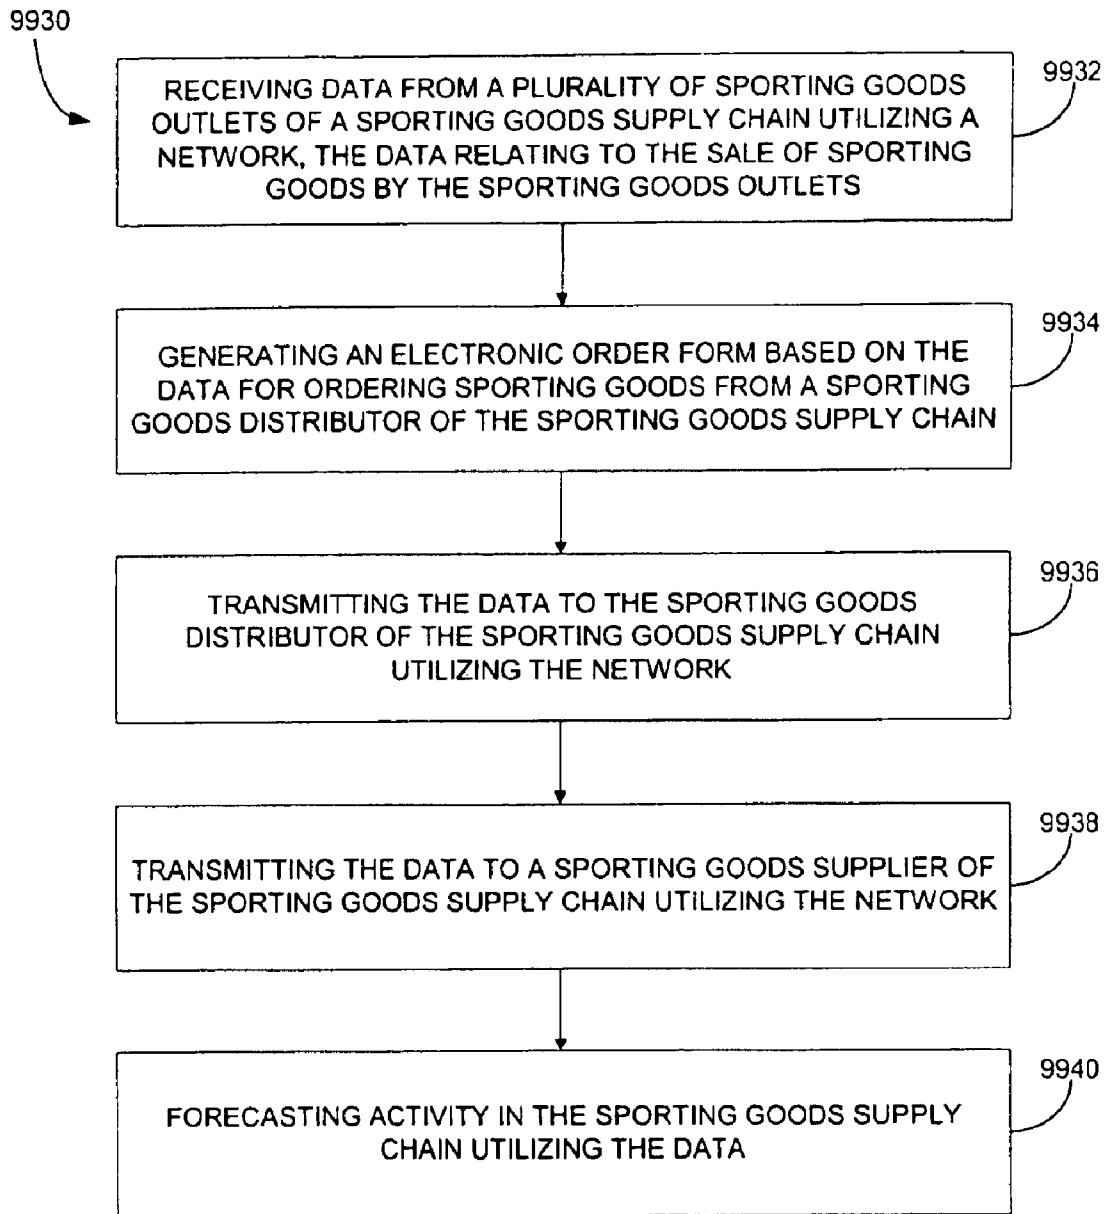 9930
9932
RECEIVING DATA FROM A PLURALITY OF SPORTING GOODS
OUTLETS OF A SPORTING GOODS SUPPLY CHAIN UTILIZING A
NETWORK, THE DATA RELATING TO THE SALE OF SPORTING
GOODS BY THE SPORTING GOODS OUTLETS
9934
GENERATING AN ELECTRONIC ORDER FORM BASED ON THE
DATA FOR ORDERING SPORTING GOODS FROM A SPORTING
GOODS DISTRIBUTOR OF THE SPORTING GOODS SUPPLY CHAIN
9936
TRANSMITTING THE DATA TO THE SPORTING GOODS
DISTRIBUTOR OF THE SPORTING GOODS SUPPLY CHAIN
UTILIZING THE NETWORK
9938
TRANSMITTING THE DATA TO A SPORTING GOODS SUPPLIER OF
THE SPORTING GOODS SUPPLY CHAIN UTILIZING THE NETWORK
9940
FORECASTING ACTIVITY IN THE SPORTING GOODS SUPPLY
CHAIN UTILIZING THE DATA